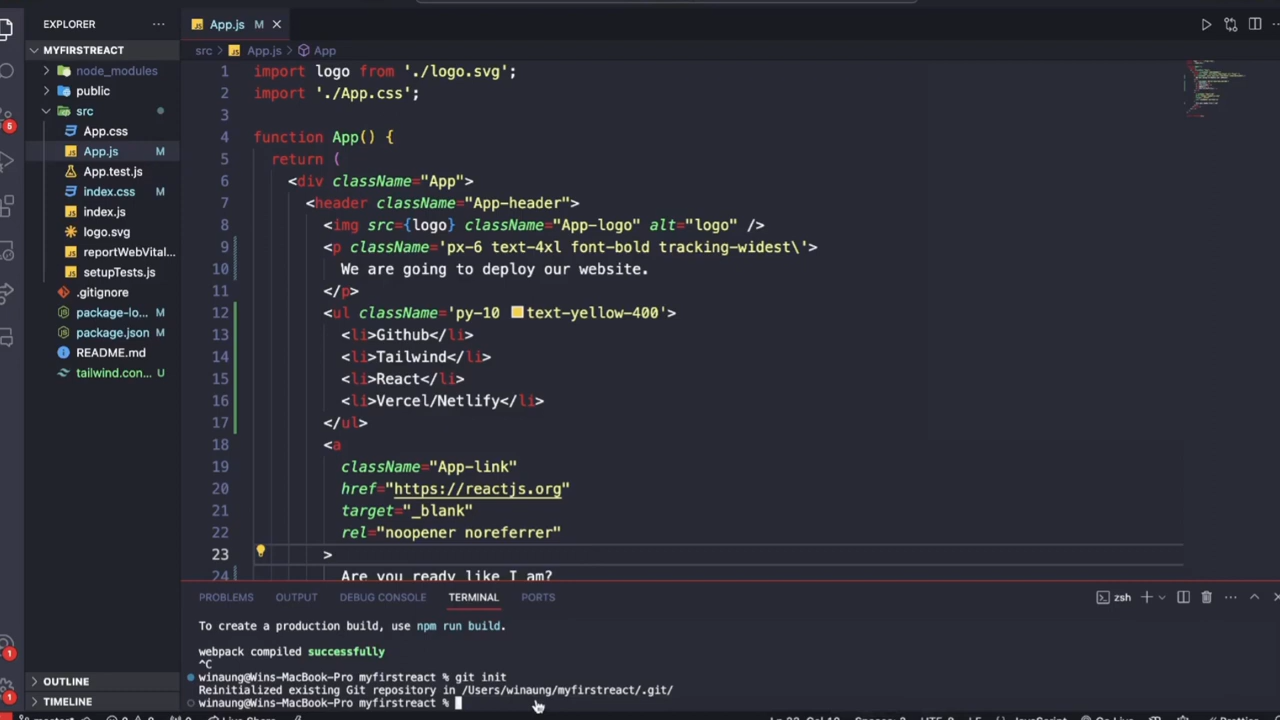 EXPLORER
App.js M
MYFIRSTREACT
src > App.js > App
node_modules
public
src
App.css
App.js M
App.test.js
index.css M
index.js
logo.svg
reportWebVital...
setupTests.js
.gitignore
package-lo... M
package.json M
README.md
tailwind.con... U
OUTLINE
TIMELINE
5
1
1
1 import logo from './logo.svg';
2 import './App.css';
3
4 function App() {
5 return (
6 <div className="App">
7 <header className="App-header">
8 <img src={logo} className="App-logo" alt="logo" />
9 <p className='px-6 text-4xl font-bold tracking-widest\'>
10 We are going to deploy our website.
11 </p>
12 <ul className='py-10 text-yellow-400'>
13 <li>Github</li>
14 <li>Tailwind</li>
15 <li>React</li>
16 <li>Vercel/Netlify</li>
17 </ul>
18 <a
19 className="App-link"
20 href="https://reactjs.org"
21 target="_blank"
22 rel="noopener noreferrer"
23 >
24 Are you ready like I am?
PROBLEMS OUTPUT DEBUG CONSOLE TERMINAL PORTS
zsh
To create a production build, use npm run build.
webpack compiled successfully
^C
winaung@Wins-MacBook-Pro myfirstreact % git init
Reinitialized existing Git repository in /Users/winaung/myfirstreact/.git/
winaung@Wins-MacBook-Pro myfirstreact %